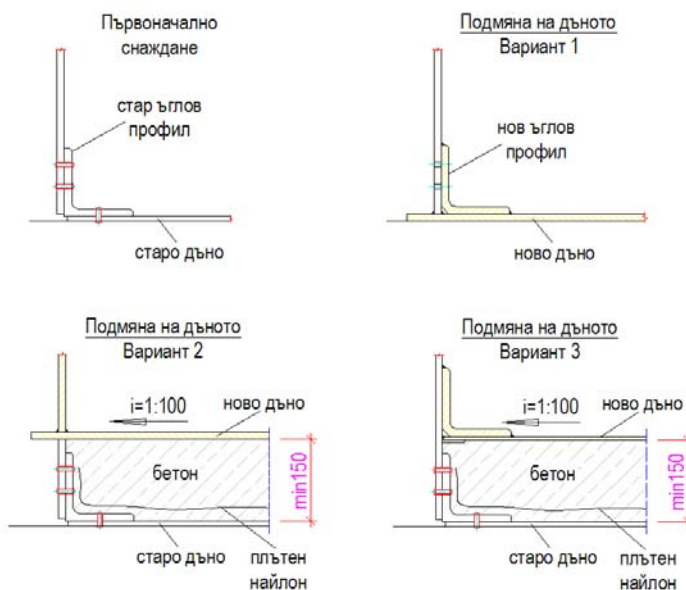 Първоначално
снаждане
стар ъглов
профил
старо дъно
Подмяна на дъното
Вариант 1
нов ъглов
профил
ново дъно
Подмяна на дъното
Вариант 2
i=1:100
ново дъно
бетон
min150
старо дъно
плътен
найлон
Подмяна на дъното
Вариант 3
i=1:100
ново дъно
бетон
min150
старо дъно
плътен
найлон